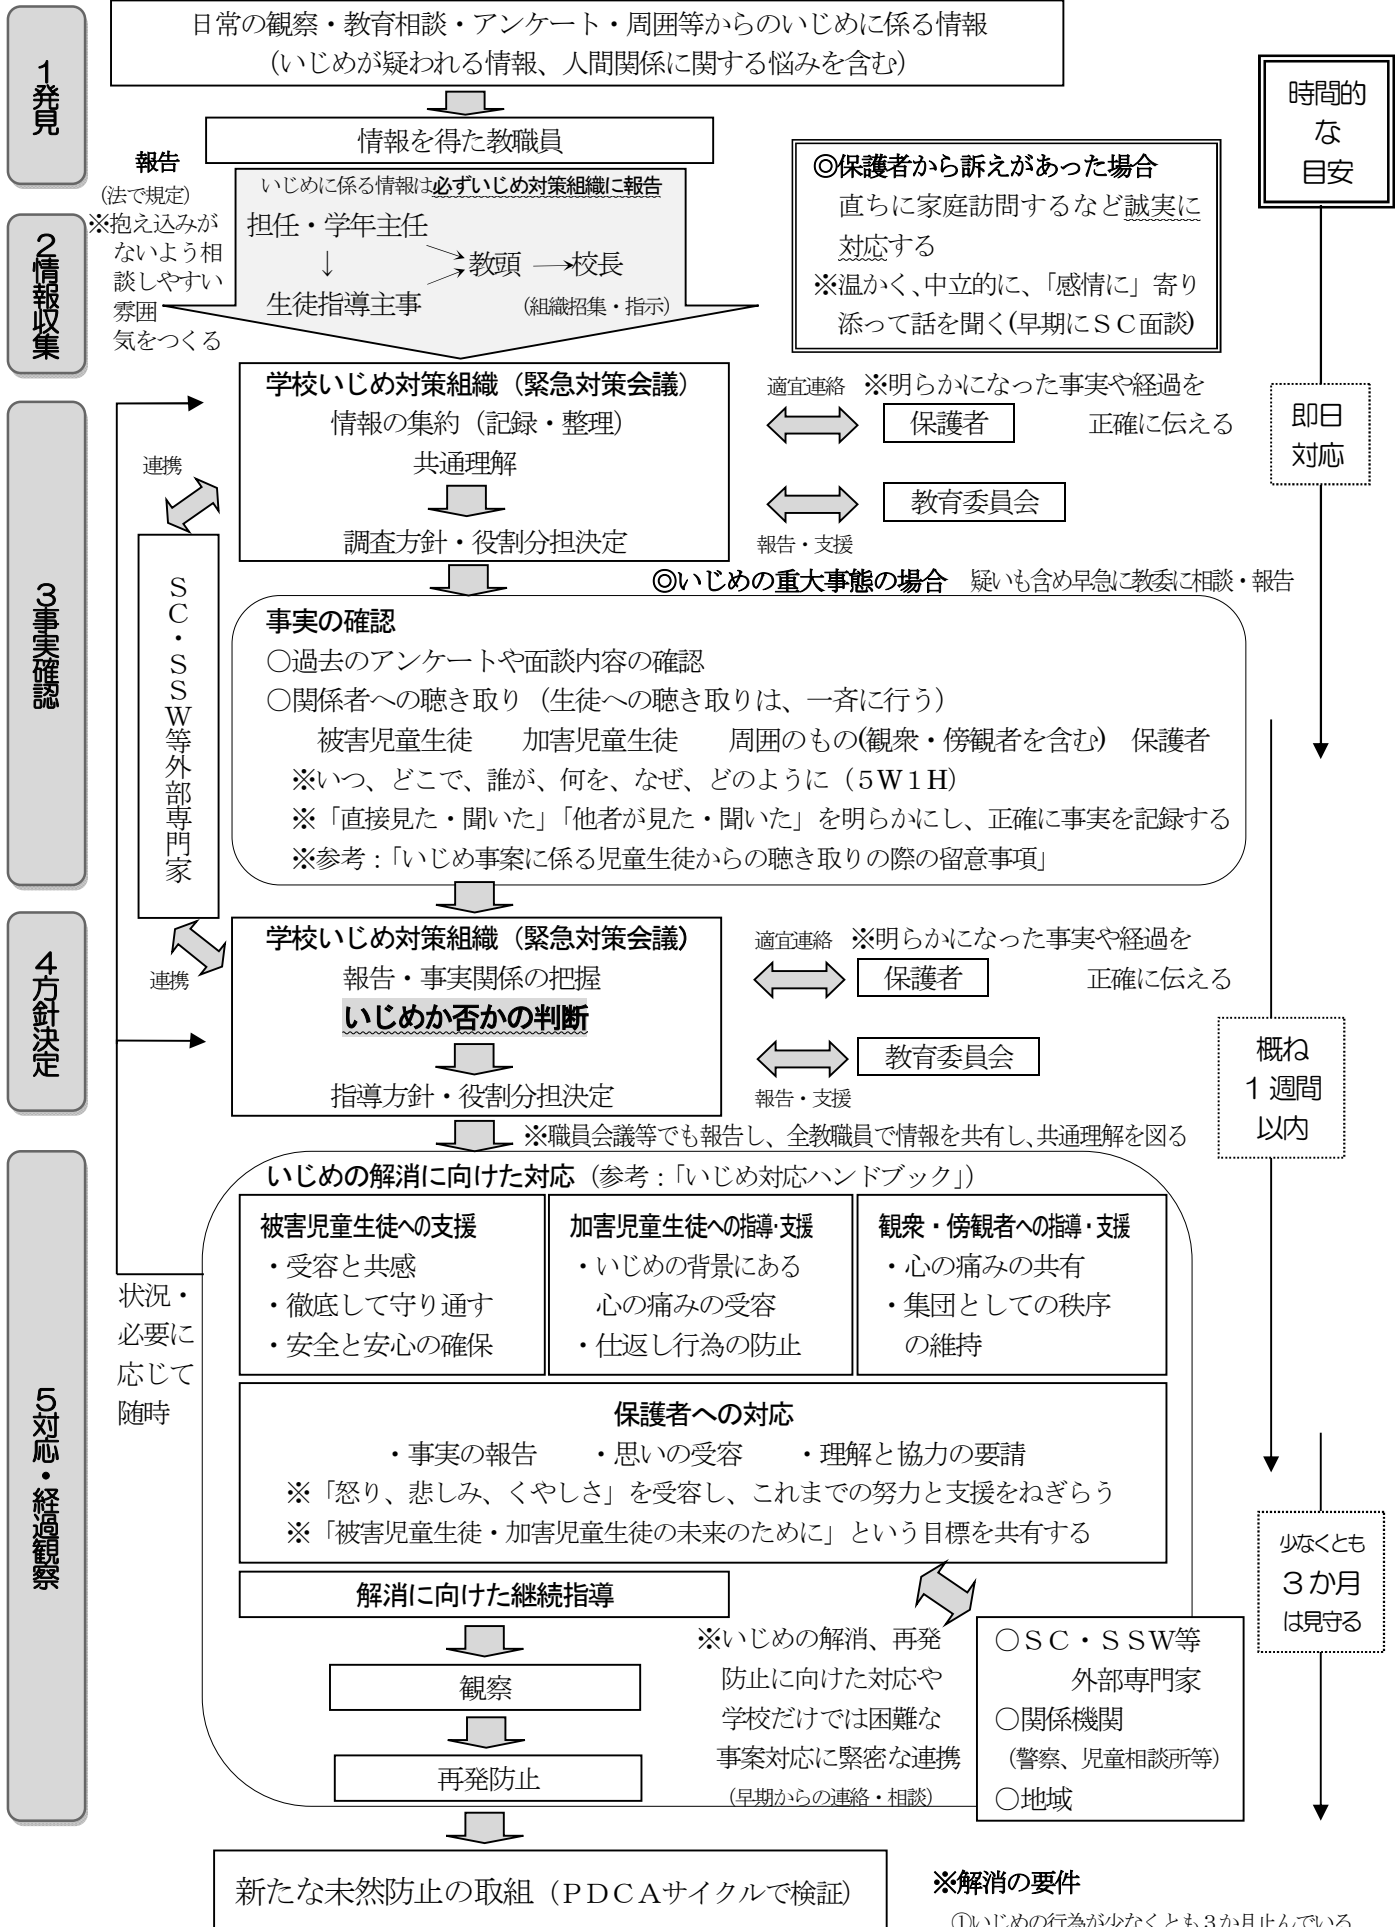 日常の観察・教育相談・アンケート・周囲等からのいじめに係る情報
（いじめが疑われる情報、人間関係に関する悩みを含む）
1発見
時間的
な
目安
情報を得た教職員
報告
（法で規定）
※抱え込みが
ないよう相
談しやすい
雰囲
気をつくる
いじめに係る情報は必ずいじめ対策組織に報告
担任・学年主任
↓
生徒指導主事
教頭
校長
（組織招集・指示）
◎保護者から訴えがあった場合
直ちに家庭訪問するなど誠実に
対応する
※温かく、中立的に、「感情に」寄り
添って話を聞く(早期にＳＣ面談)
2情報収集
学校いじめ対策組織（緊急対策会議）
情報の集約（記録・整理）
共通理解
調査方針・役割分担決定
適宜連絡　※明らかになった事実や経過を
保護者　正確に伝える
教育委員会
報告・支援
即日
対応
連携
ＳＣ・ＳＳＷ等外部専門家
連携
3事実確認
◎いじめの重大事態の場合　疑いも含め早急に教委に相談・報告
事実の確認
○過去のアンケートや面談内容の確認
○関係者への聴き取り（生徒への聴き取りは、一斉に行う）
被害児童生徒　加害児童生徒　周囲のもの(観衆・傍観者を含む)　保護者
※いつ、どこで、誰が、何を、なぜ、どのように（５Ｗ１Ｈ）
※「直接見た・聞いた」「他者が見た・聞いた」を明らかにし、正確に事実を記録する
※参考：「いじめ事案に係る児童生徒からの聴き取りの際の留意事項」
4方針決定
学校いじめ対策組織（緊急対策会議）
報告・事実関係の把握
いじめか否かの判断
指導方針・役割分担決定
適宜連絡　※明らかになった事実や経過を
保護者　正確に伝える
教育委員会
報告・支援
概ね
１週間
以内
※職員会議等でも報告し、全教職員で情報を共有し、共通理解を図る
5対応・経過観察
いじめの解消に向けた対応（参考：「いじめ対応ハンドブック」）
被害児童生徒への支援
・受容と共感
・徹底して守り通す
・安全と安心の確保
加害児童生徒への指導・支援
・いじめの背景にある
心の痛みの受容
・仕返し行為の防止
観衆・傍観者への指導・支援
・心の痛みの共有
・集団としての秩序
の維持
状況・
必要に
応じて
随時
保護者への対応
・事実の報告　・思いの受容　・理解と協力の要請
※「怒り、悲しみ、くやしさ」を受容し、これまでの努力と支援をねぎらう
※「被害児童生徒・加害児童生徒の未来のために」という目標を共有する
少なくとも
３か月
は見守る
解消に向けた継続指導
観察
再発防止
※いじめの解消、再発
防止に向けた対応や
学校だけでは困難な
事案対応に緊密な連携
（早期からの連絡・相談）
○ＳＣ・ＳＳＷ等
外部専門家
○関係機関
（警察、児童相談所等）
○地域
新たな未然防止の取組（ＰＤＣＡサイクルで検証）
※解消の要件
①いじめの行為が少なくとも３か月止んでいる